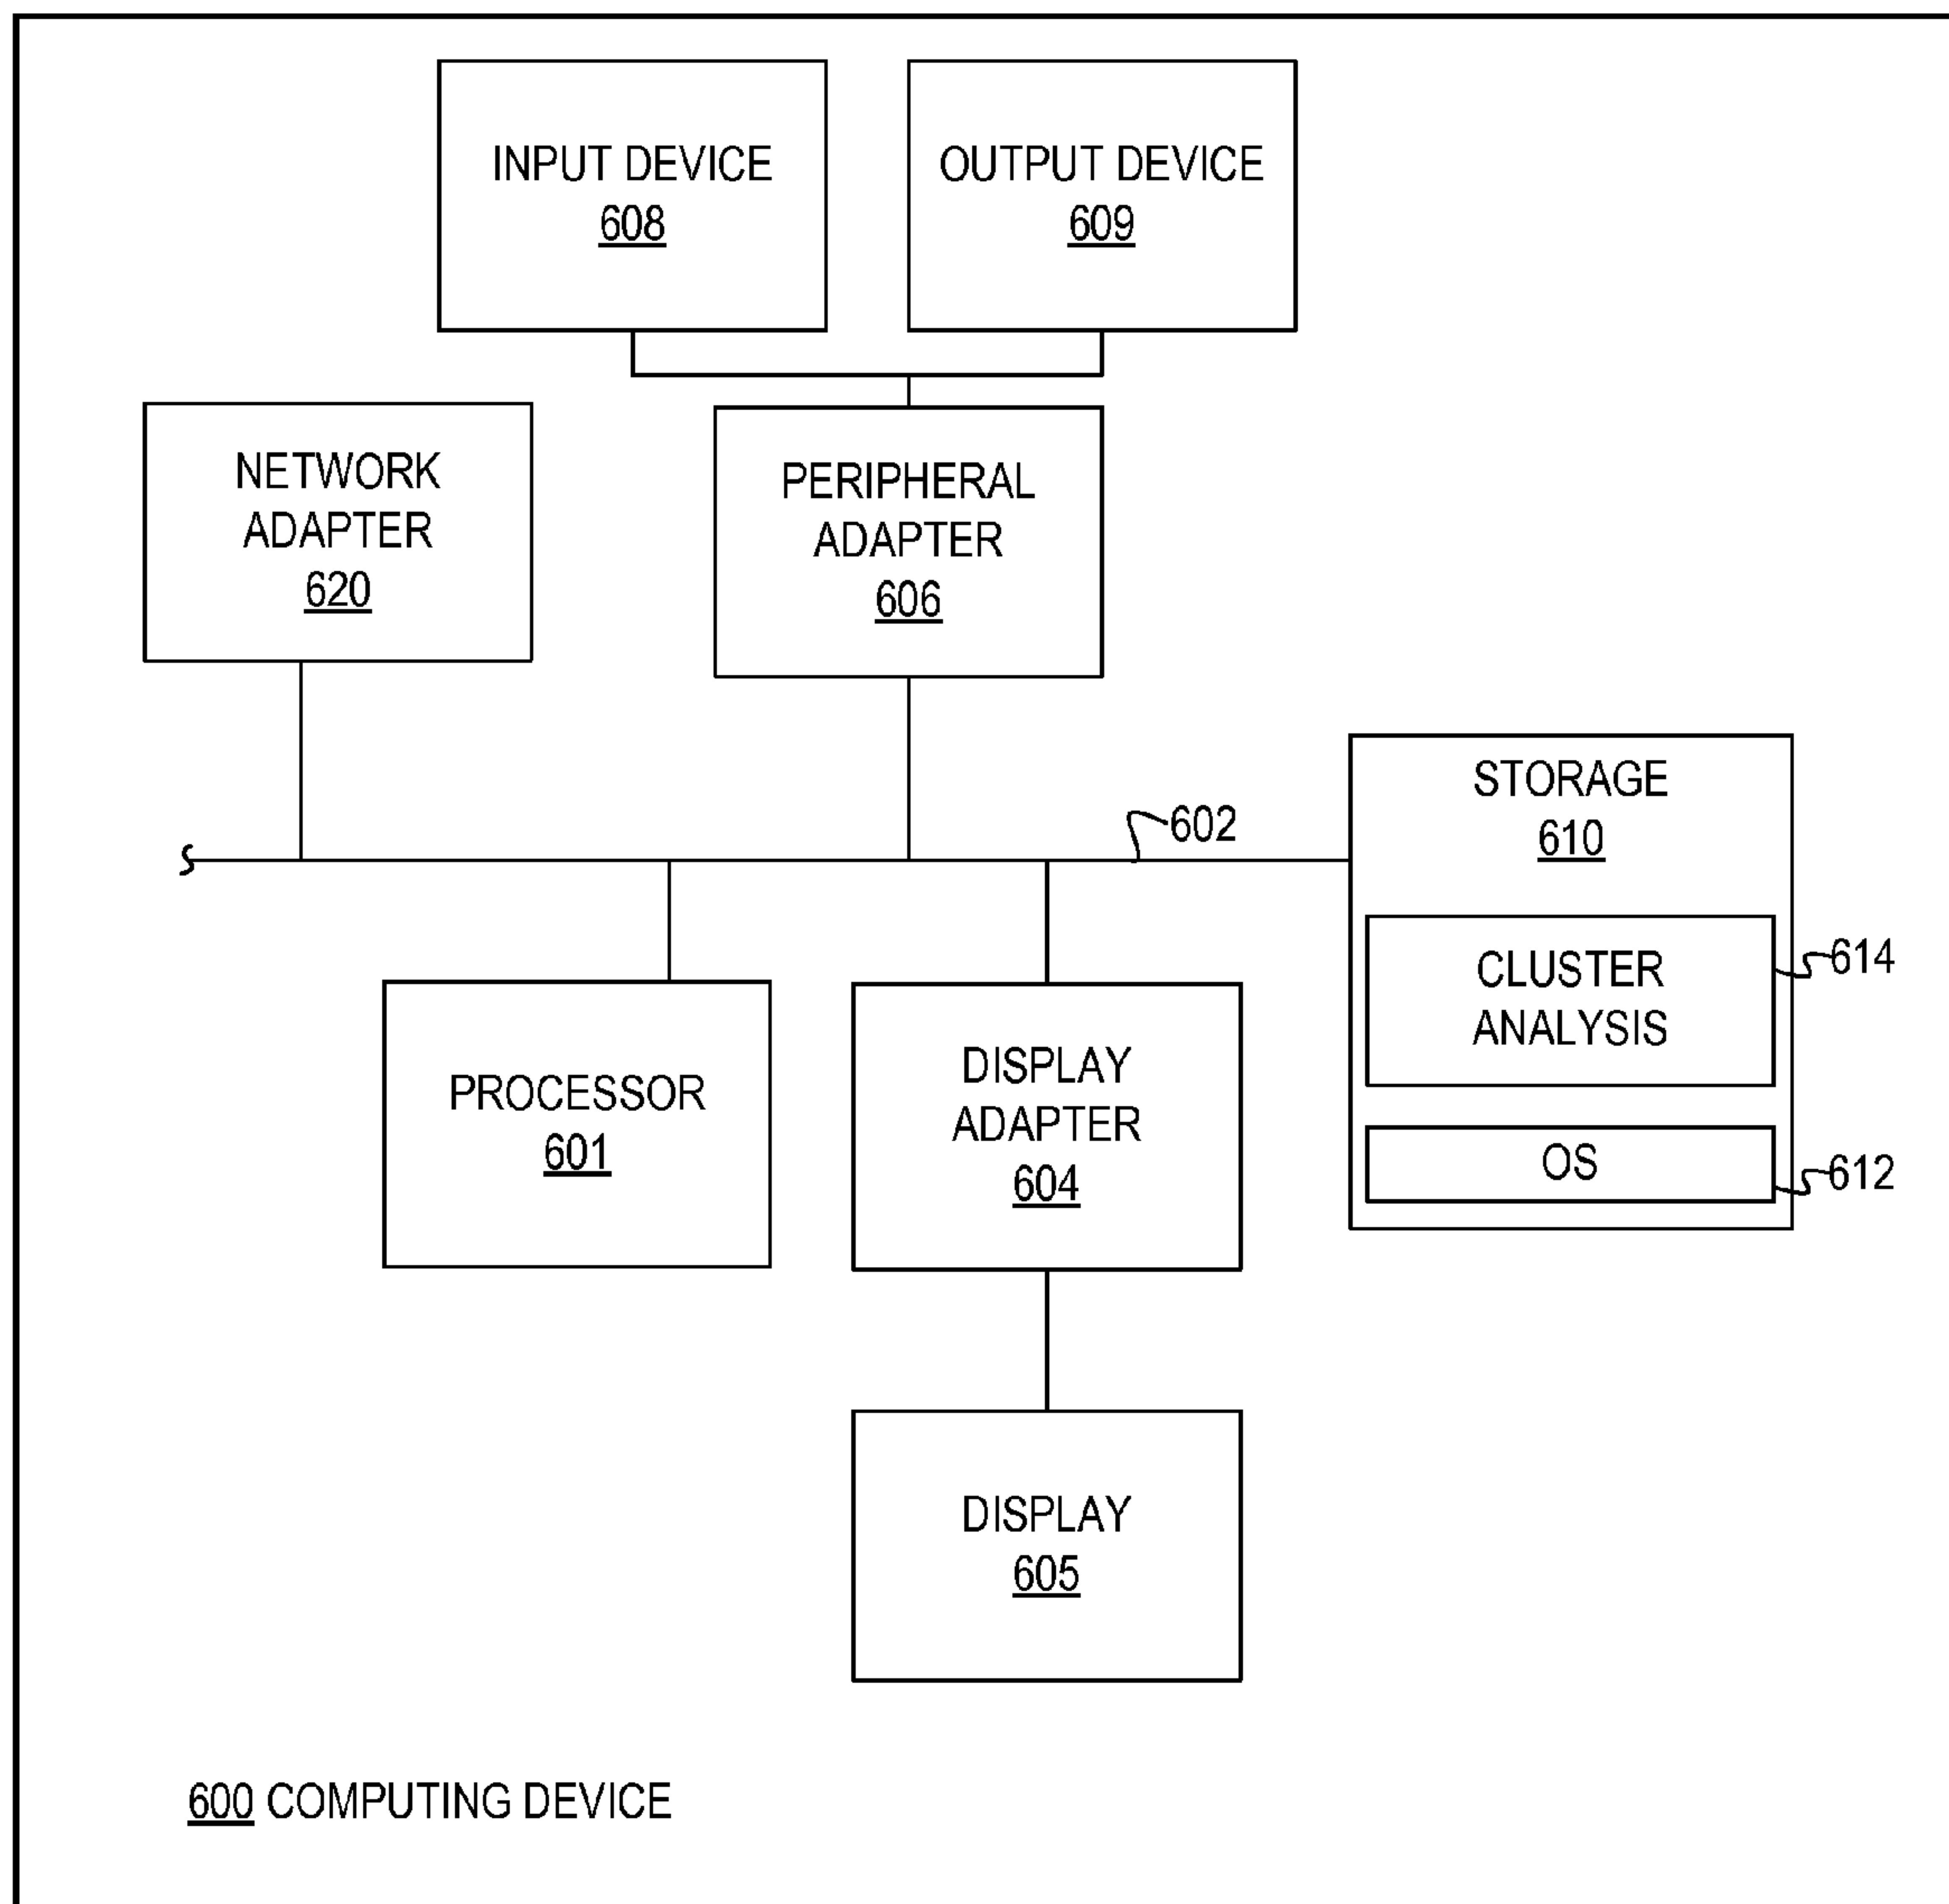 INPUT DEVICE
608
OUTPUT DEVICE
609
NETWORK
ADAPTER
620
PERIPHERAL
ADAPTER
606
602
STORAGE
610
CLUSTER
ANALYSIS
614
OS
612
PROCESSOR
601
DISPLAY
ADAPTER
604
DISPLAY
605
600 COMPUTING DEVICE